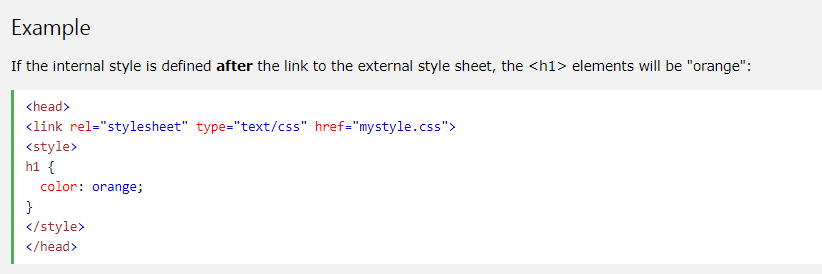 Example
If the internal style is defined after the link to the external style sheet, the <h1> elements will be "orange":
<head>
<link rel="stylesheet" type="text/css" href="mystyle.css">
<style>
h1 {
  color: orange;
}
</style>
</head>